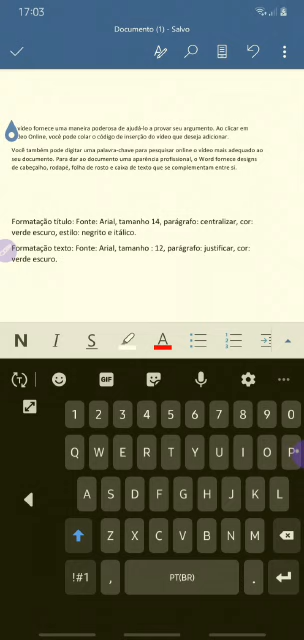 17:03
Documento (1) - Salvo
vídeo fornece uma maneira poderosa de ajudá-lo a provar seu argumento. Ao clicar em
deo Online, você pode colar o código de inserção do vídeo que deseja adicionar.
Você também pode digitar uma palavra-chave para pesquisar online o vídeo mais adequado ao
seu documento. Para dar ao documento uma aparência profissional, o Word fornece designs
de cabeçalho, rodapé, folha de rosto e caixa de texto que se complementam entre si.
Formatação título: Fonte: Arial, tamanho 14, parágrafo: centralizar, cor:
verde escuro, estilo: negrito e itálico.
Formatação texto: Fonte: Arial, tamanho : 12, parágrafo: justificar, cor:
verde escuro.
N I S A
T GIF
1 2 3 4 5 6 7 8 9 0
Q W E R T Y U I O P
A S D F G H J K L
Z X C V B N M
!#1 , PT(BR) .